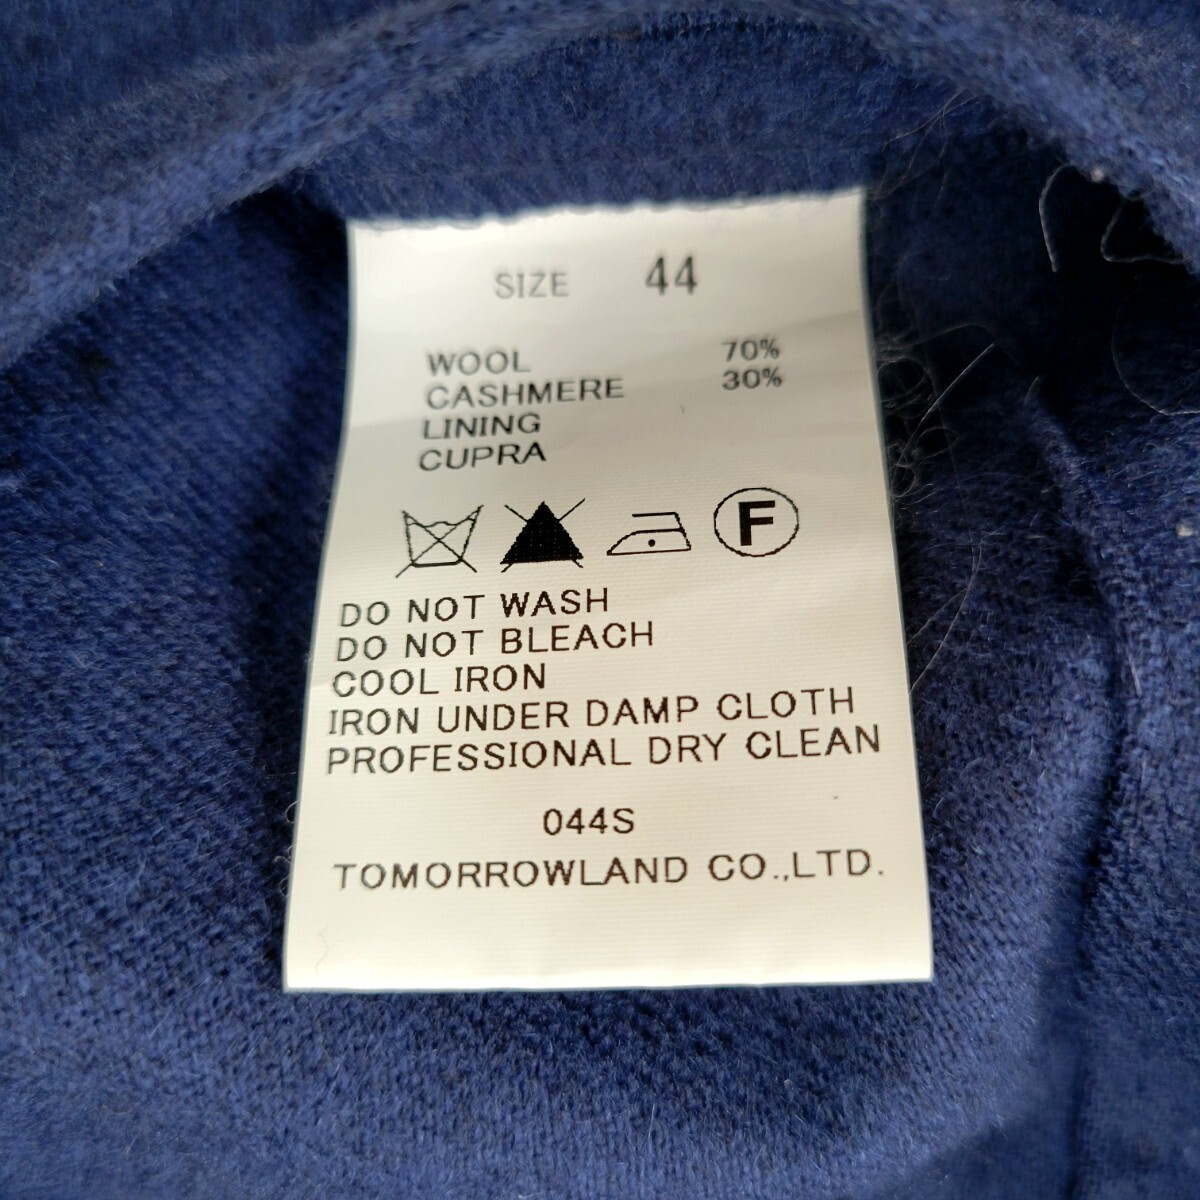 SIZE 44
WOOL 70%
CASHMERE 30%
LINING
CUPRA
F
DO NOT WASH
DO NOT BLEACH
COOL IRON
IRON UNDER DAMP CLOTH
PROFESSIONAL DRY CLEAN
044S
TOMORROWLAND CO.,LTD.